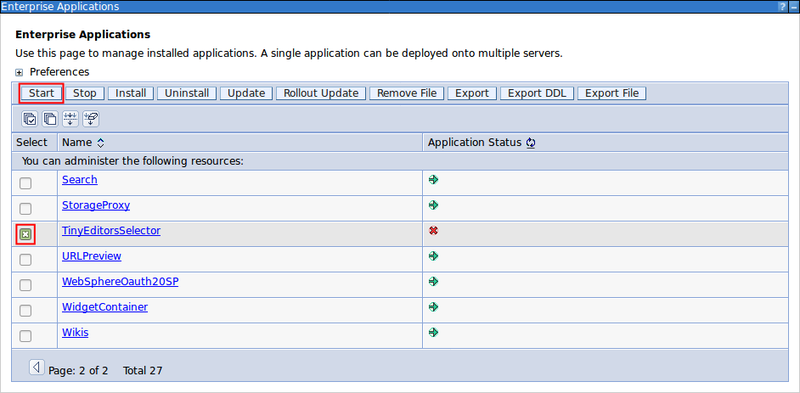 Enterprise Applications ? –
Enterprise Applications
Use this page to manage installed applications. A single application can be deployed onto multiple servers.
Preferences
Start Stop Install Uninstall Update Rollout Update Remove File Export Export DDL Export File
Select Name Application Status
You can administer the following resources:
Search
StorageProxy
TinyEditorsSelector
URLPreview
WebSphereOauth20SP
WidgetContainer
Wikis
Page: 2 of 2 Total 27